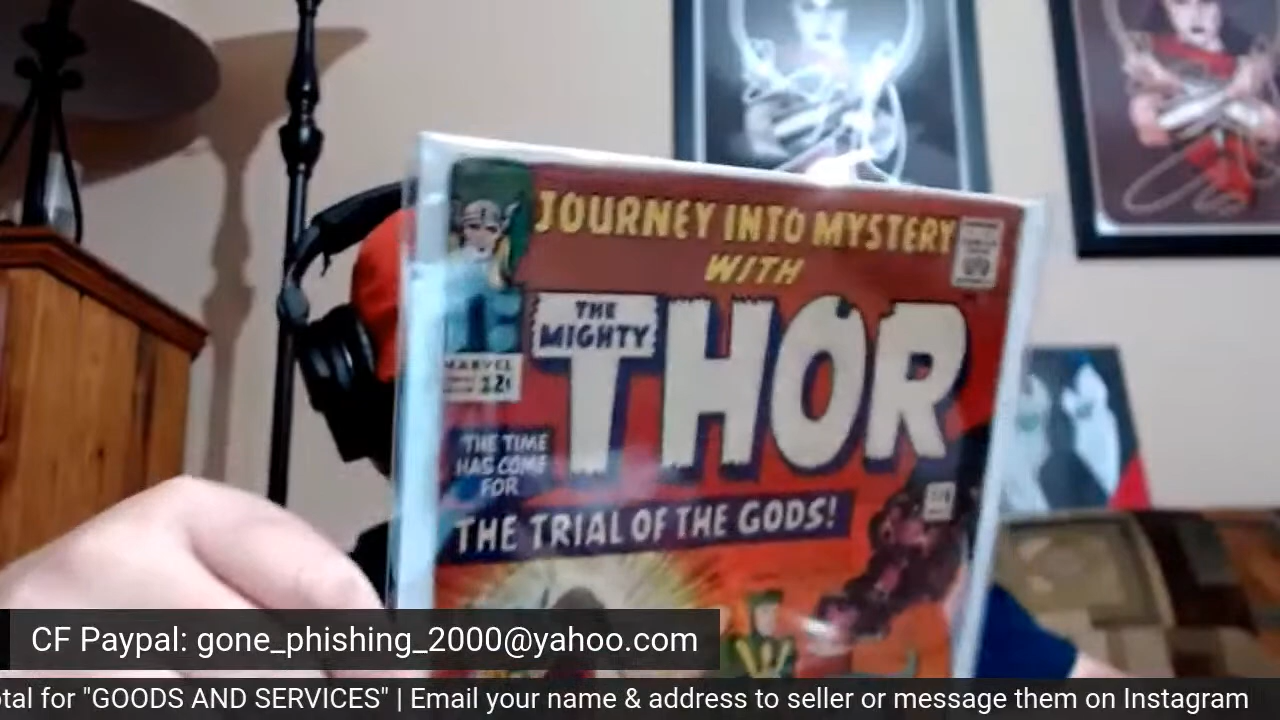 JOURNEY INTO MYSTERY
WITH
THE
MIGHTY
THOR
MARVEL
12¢
THE TIME
HAS COME
FOR
THE TRIAL OF THE GODS!
116
CF Paypal: gone_phishing_2000@yahoo.com
otal for "GOODS AND SERVICES" | Email your name & address to seller or message them on Instagram